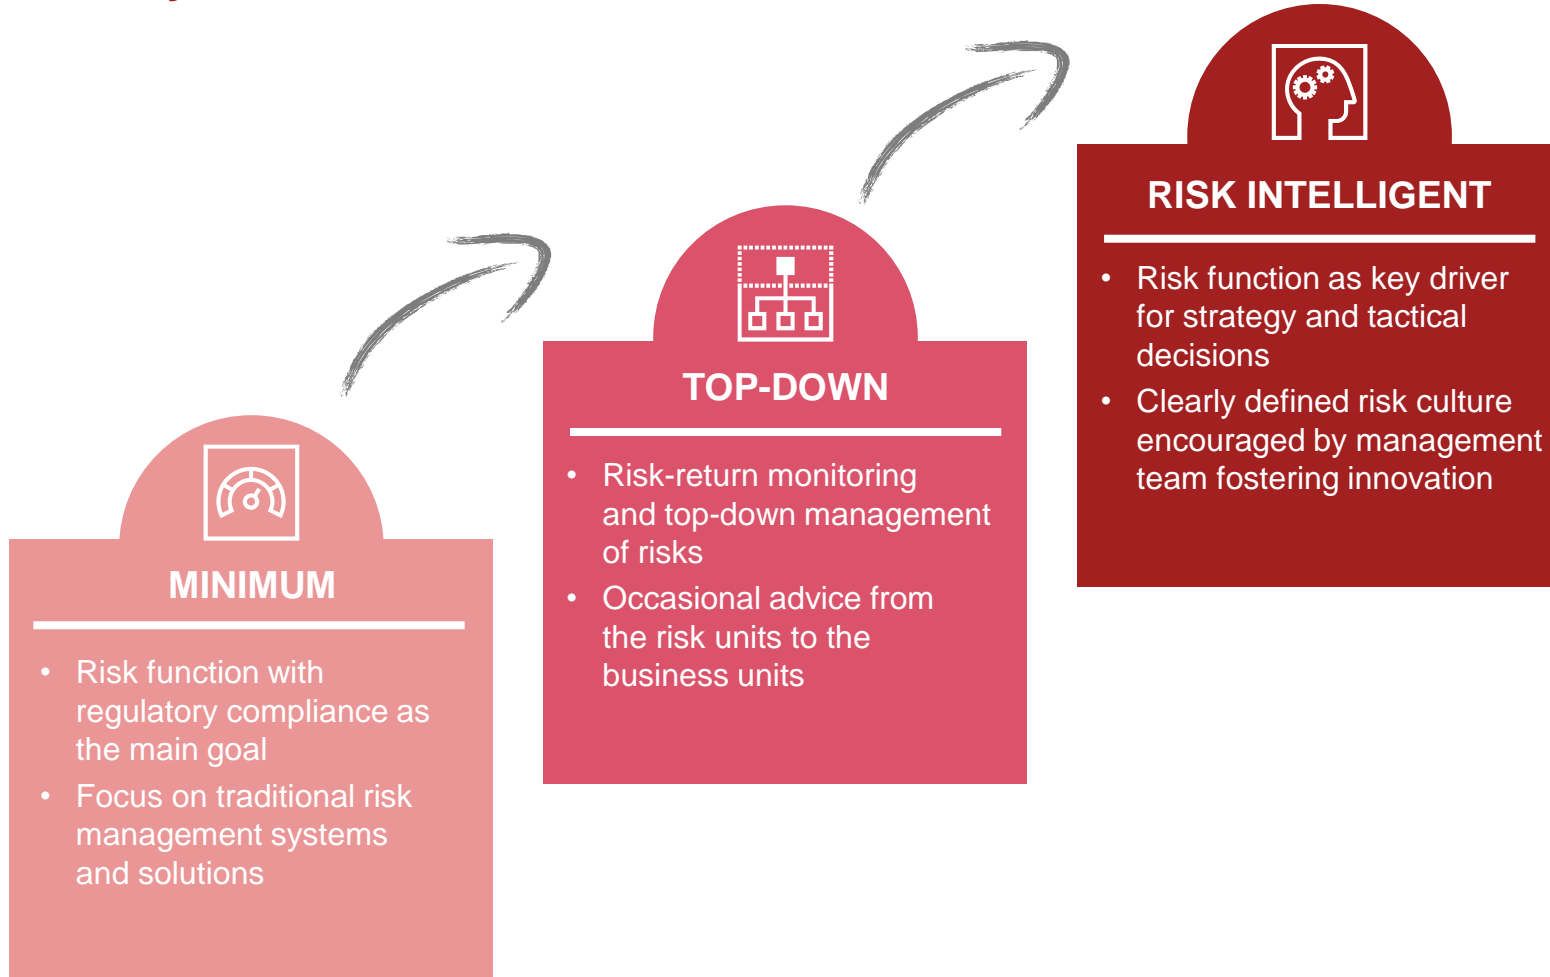 MINIMUM
• Risk function with
regulatory compliance as
the main goal
• Focus on traditional risk
management systems
and solutions
TOP-DOWN
• Risk-return monitoring
and top-down management
of risks
• Occasional advice from
the risk units to the
business units
RISK INTELLIGENT
• Risk function as key driver
for strategy and tactical
decisions
• Clearly defined risk culture
encouraged by management
team fostering innovation